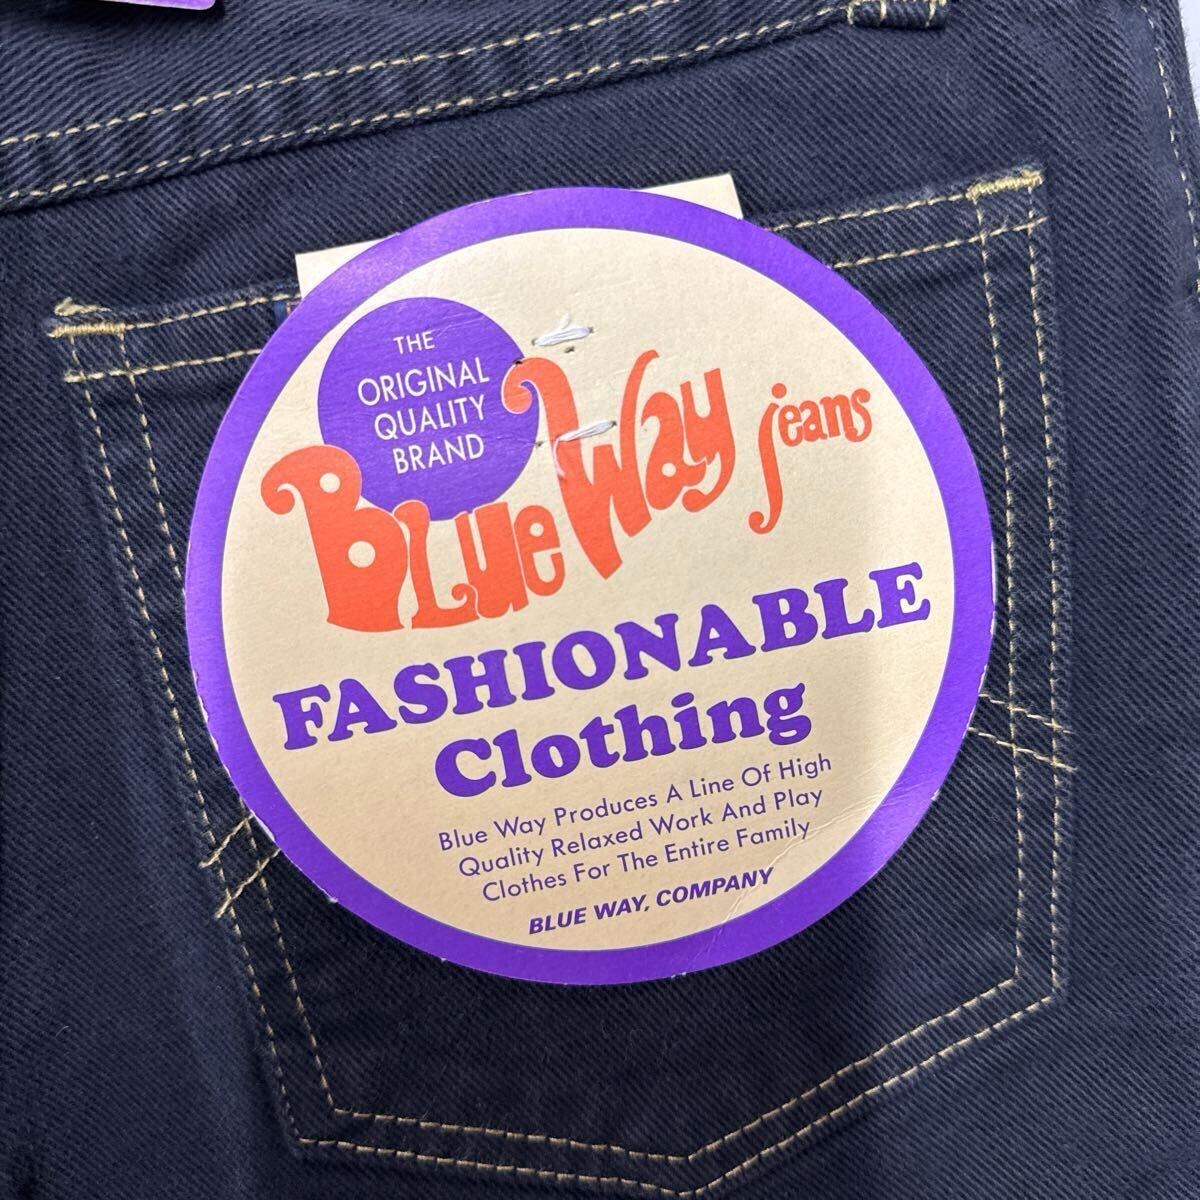 THE
ORIGINAL
QUALITY
BRAND
Blue Way jeans
FASHIONABLE
Clothing
Blue Way Produces A Line Of High
Quality Relaxed Work And Play
Clothes For The Entire Family
BLUE WAY, COMPANY